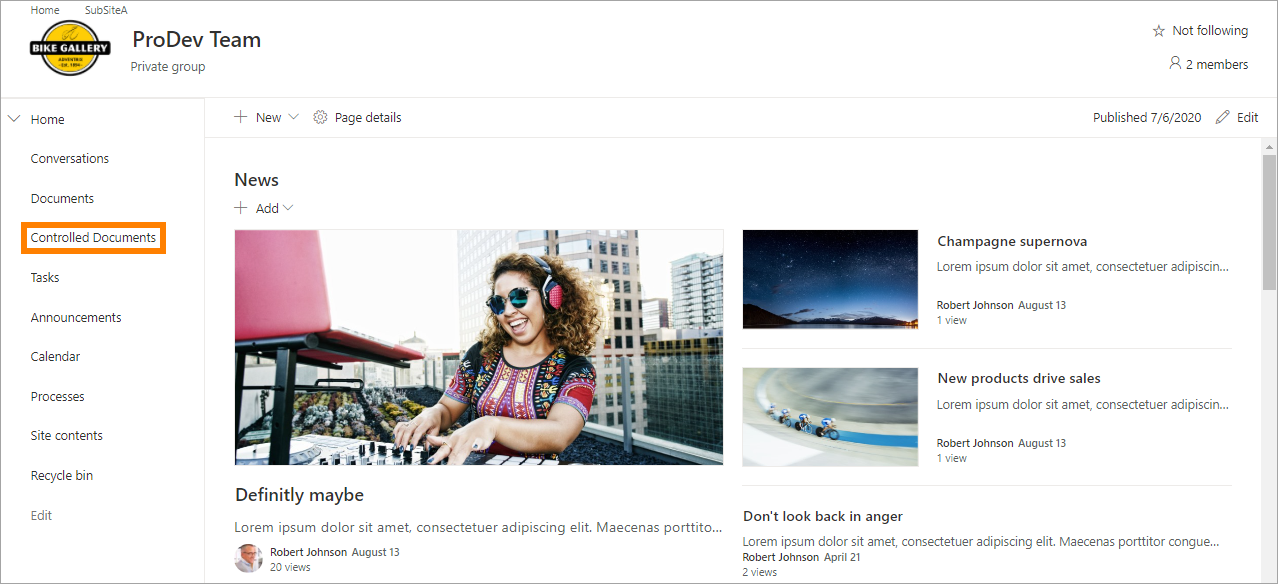 Home SubSiteA
BIKE GALLERY
ADVENTRIS
EST. 1994
ProDev Team
Private group
Not following
2 members
Home
Conversations
Documents
Controlled Documents
Tasks
Announcements
Calendar
Processes
Site contents
Recycle bin
Edit
New Page details Published 7/6/2020 Edit
News
Add
Definitly maybe
Lorem ipsum dolor sit amet, consectetuer adipiscing elit. Maecenas porttito...
Robert Johnson August 13
20 views
Champagne supernova
Lorem ipsum dolor sit amet, consectetuer adipiscin...
Robert Johnson August 13
1 view
New products drive sales
Lorem ipsum dolor sit amet, consectetuer adipiscin...
Robert Johnson August 13
1 view
Don't look back in anger
Lorem ipsum dolor sit amet, consectetuer adipiscing elit. Maecenas porttitor congue...
Robert Johnson April 21
2 views